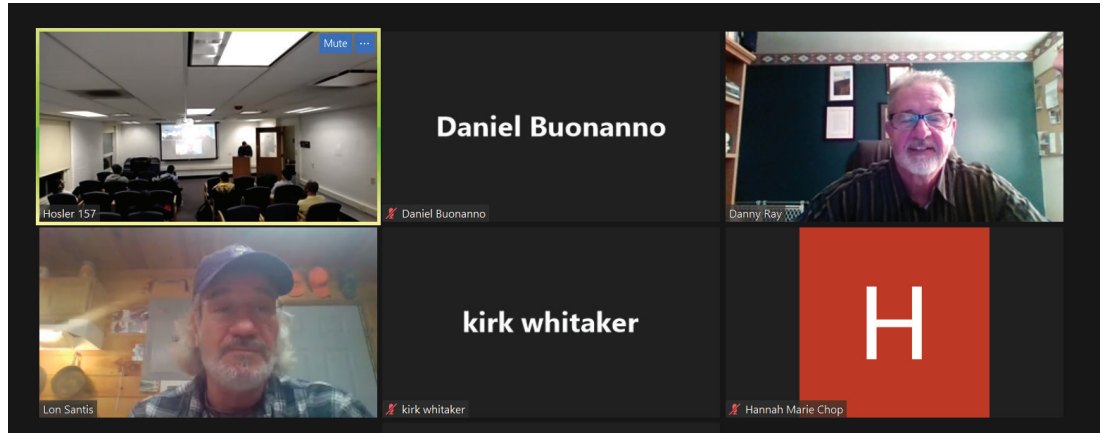 Mute ...
Hosler 157
Daniel Buonanno
Daniel Buonanno
Danny Ray
Lon Santis
kirk whitaker
kirk whitaker
H
Hannah Marie Chop